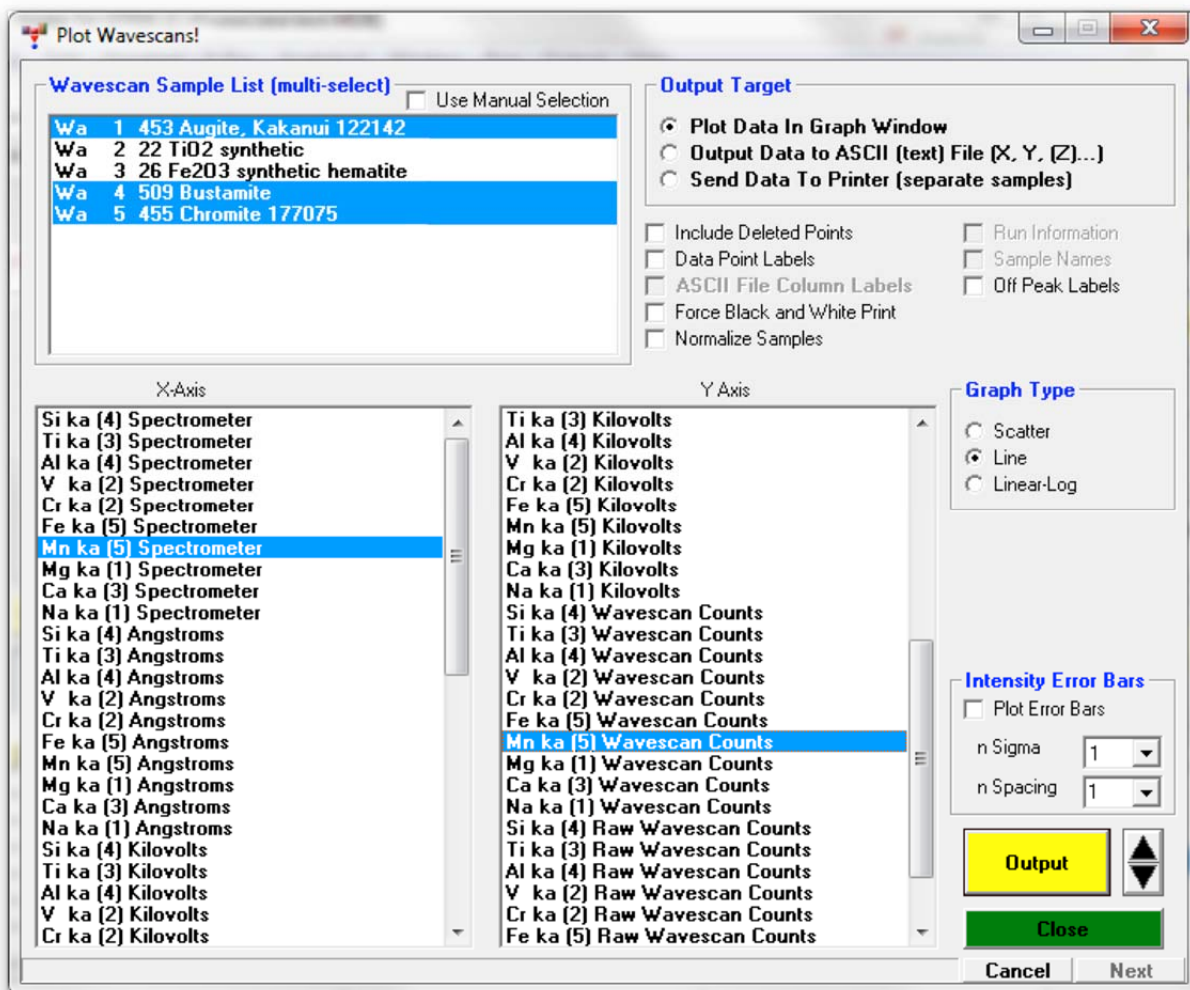 Plot Wavescans!
Wavescan Sample List (multi-select)
Use Manual Selection
Wa 1 453 Augite, Kakanui 122142
Wa 2 22 TiO2 synthetic
Wa 3 26 Fe2O3 synthetic hematite
Wa 4 509 Bustamite
Wa 5 455 Chromite 177075
Output Target
Plot Data In Graph Window
Output Data to ASCII (text) File (X, Y, (Z)...)
Send Data To Printer (separate samples)
Include Deleted Points
Data Point Labels
ASCII File Column Labels
Force Black and White Print
Normalize Samples
Run Information
Sample Names
Off Peak Labels
X-Axis
Si ka (4) Spectrometer
Ti ka (3) Spectrometer
Al ka (4) Spectrometer
V ka (2) Spectrometer
Cr ka (2) Spectrometer
Fe ka (5) Spectrometer
Mn ka (5) Spectrometer
Mg ka (1) Spectrometer
Ca ka (3) Spectrometer
Na ka (1) Spectrometer
Si ka (4) Angstroms
Ti ka (3) Angstroms
Al ka (4) Angstroms
V ka (2) Angstroms
Cr ka (2) Angstroms
Fe ka (5) Angstroms
Mn ka (5) Angstroms
Mg ka (1) Angstroms
Ca ka (3) Angstroms
Na ka (1) Angstroms
Si ka (4) Kilovolts
Ti ka (3) Kilovolts
Al ka (4) Kilovolts
V ka (2) Kilovolts
Cr ka (2) Kilovolts
Y Axis
Ti ka (3) Kilovolts
Al ka (4) Kilovolts
V ka (2) Kilovolts
Cr ka (2) Kilovolts
Fe ka (5) Kilovolts
Mn ka (5) Kilovolts
Mg ka (1) Kilovolts
Ca ka (3) Kilovolts
Na ka (1) Kilovolts
Si ka (4) Wavescan Counts
Ti ka (3) Wavescan Counts
Al ka (4) Wavescan Counts
V ka (2) Wavescan Counts
Cr ka (2) Wavescan Counts
Fe ka (5) Wavescan Counts
Mn ka (5) Wavescan Counts
Mg ka (1) Wavescan Counts
Ca ka (3) Wavescan Counts
Na ka (1) Wavescan Counts
Si ka (4) Raw Wavescan Counts
Ti ka (3) Raw Wavescan Counts
Al ka (4) Raw Wavescan Counts
V ka (2) Raw Wavescan Counts
Cr ka (2) Raw Wavescan Counts
Fe ka (5) Raw Wavescan Counts
Graph Type
Scatter
Line
Linear-Log
Intensity Error Bars
Plot Error Bars
n Sigma 1
n Spacing 1
Output
Close
Cancel Next